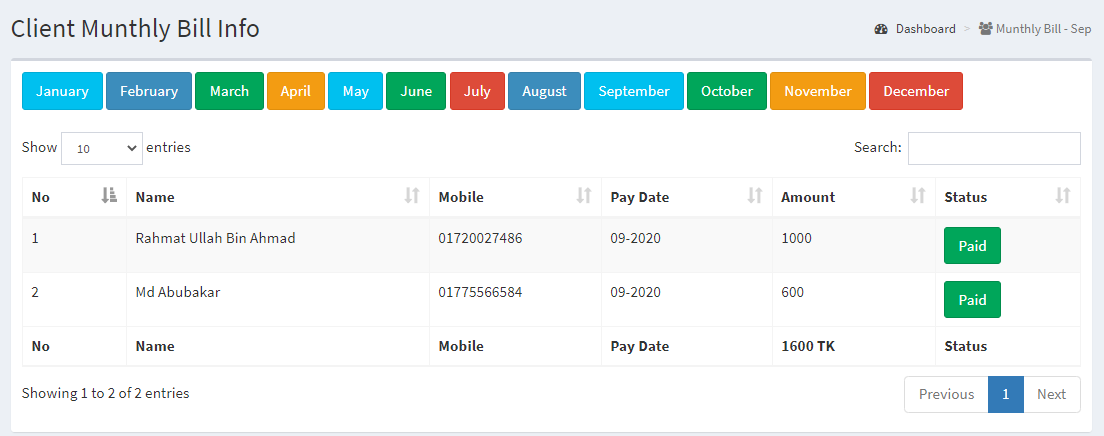 Client Munthly Bill Info
Dashboard > Munthly Bill - Sep
January February March April May June July August September October November December
Show 10 entries Search:
No Name Mobile Pay Date Amount Status
1 Rahmat Ullah Bin Ahmad 01720027486 09-2020 1000 Paid
2 Md Abubakar 01775566584 09-2020 600 Paid
No Name Mobile Pay Date 1600 TK Status
Showing 1 to 2 of 2 entries Previous 1 Next